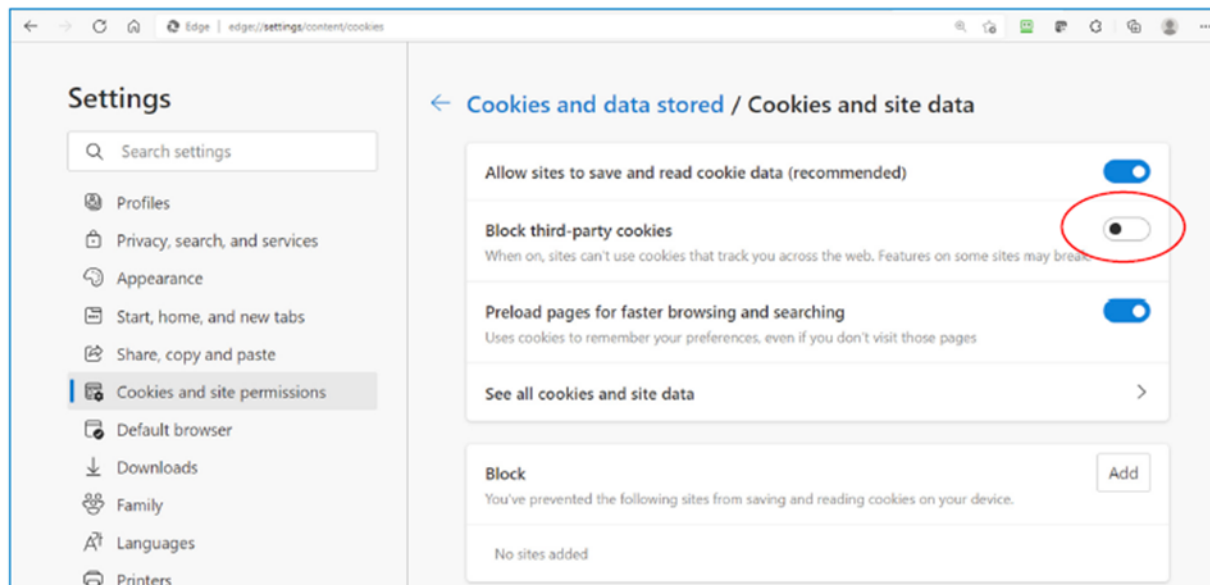 Edge | edge://settings/content/cookies
Settings
Search settings
Profiles
Privacy, search, and services
Appearance
Start, home, and new tabs
Share, copy and paste
Cookies and site permissions
Default browser
Downloads
Family
Languages
Printers
Cookies and data stored / Cookies and site data
Allow sites to save and read cookie data (recommended)
Block third-party cookies
When on, sites can't use cookies that track you across the web. Features on some sites may break.
Preload pages for faster browsing and searching
Uses cookies to remember your preferences, even if you don't visit those pages
See all cookies and site data
Block
Add
You've prevented the following sites from saving and reading cookies on your device.
No sites added